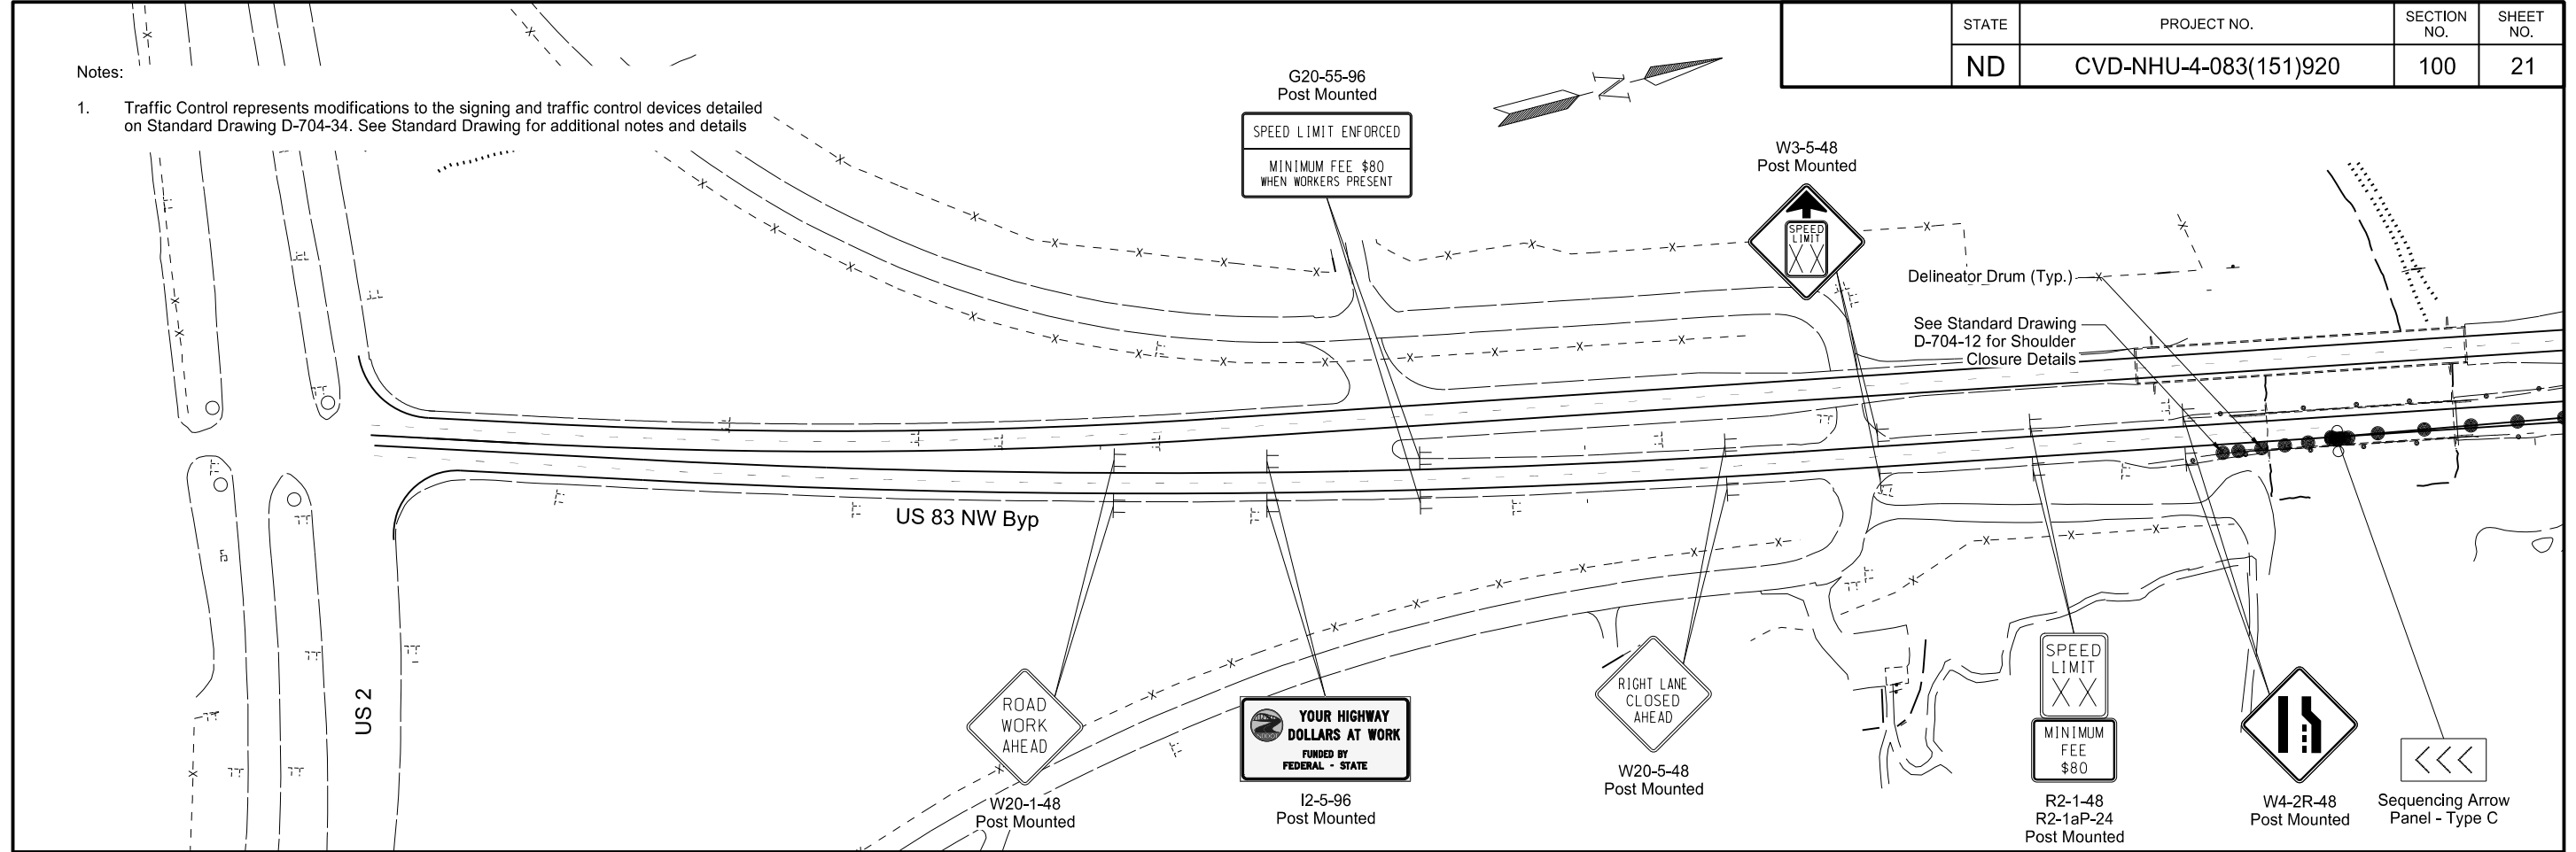 STATE
PROJECT NO.
SECTION
NO.
SHEET
NO.
ND
CVD-NHU-4-083(151)920
100
21
Notes:
1. Traffic Control represents modifications to the signing and traffic control devices detailed
on Standard Drawing D-704-34. See Standard Drawing for additional notes and details
G20-55-96
Post Mounted
SPEED LIMIT ENFORCED
MINIMUM FEE $80
WHEN WORKERS PRESENT
N
W3-5-48
Post Mounted
SPEED
LIMIT
XX
Delineator Drum (Typ.)
See Standard Drawing
D-704-12 for Shoulder
Closure Details
US 83 NW Byp
US 2
ROAD
WORK
AHEAD
W20-1-48
Post Mounted
YOUR HIGHWAY
DOLLARS AT WORK
FUNDED BY
FEDERAL - STATE
I2-5-96
Post Mounted
RIGHT LANE
CLOSED
AHEAD
W20-5-48
Post Mounted
SPEED
LIMIT
XX
MINIMUM
FEE
$80
R2-1-48
R2-1aP-24
Post Mounted
W4-2R-48
Post Mounted
Sequencing Arrow
Panel - Type C